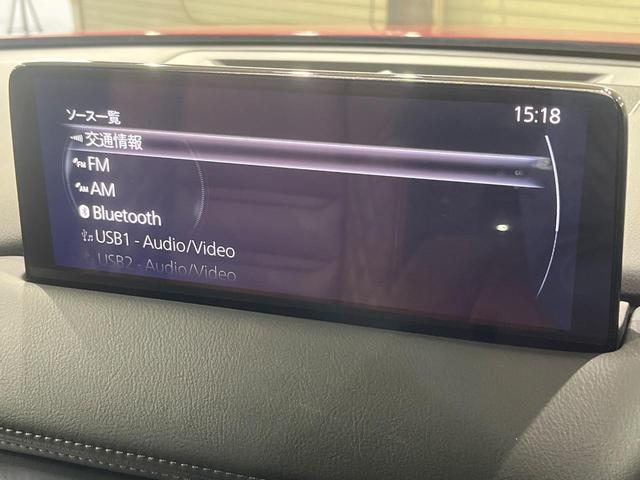 ソース一覧
15:18
交通情報
FM
AM
Bluetooth
USB1 - Audio/Video
USB2 - Audio/Video